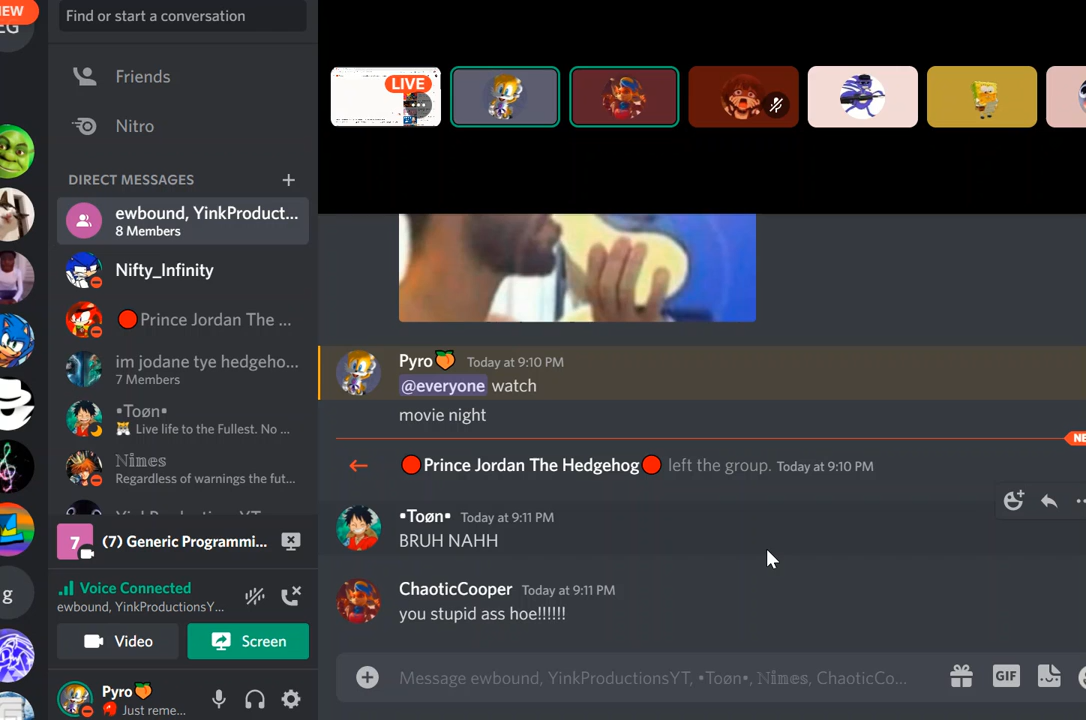 NEW
EG
Find or start a conversation
Friends
Nitro
DIRECT MESSAGES
ewbound, YinkProduct...
8 Members
Nifty_Infinity
Prince Jordan The ...
im jodane tye hedgeho...
7 Members
•Toøn•
Live life to the Fullest. No ...
ℕ𝕚𝕞𝕖𝕤
Regardless of warnings the fut...
g
7
(7) Generic Programmi...
Voice Connected
ewbound, YinkProductionsY...
Video
Screen
Pyro🍑
Just reme...
LIVE
Pyro🍑 Today at 9:10 PM
@everyone watch
movie night
🔴Prince Jordan The Hedgehog🔴 left the group. Today at 9:10 PM
•Toøn• Today at 9:11 PM
BRUH NAHH
ChaoticCooper Today at 9:11 PM
you stupid ass hoe!!!!!!
Message ewbound, YinkProductionsYT, •Toøn•, ℕ𝕚𝕞𝕖𝕤, ChaoticCo...
GIF